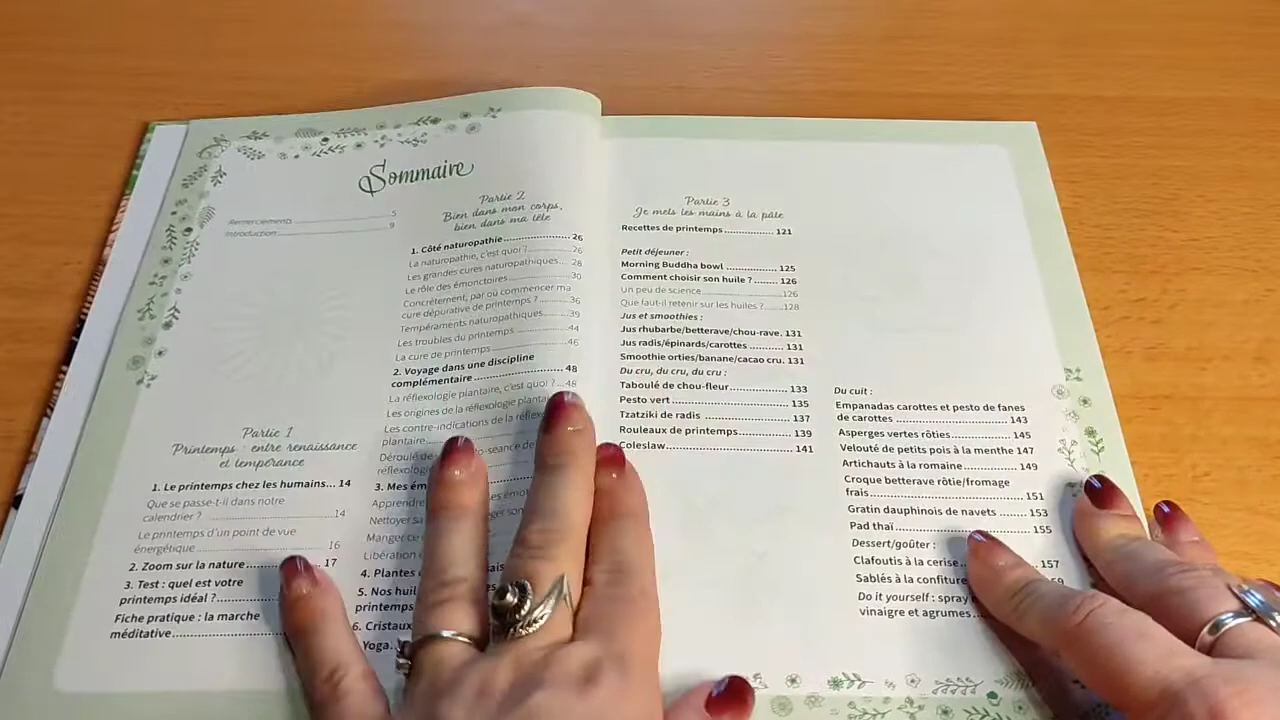 Sommaire
Remerciements 5
Introduction 9
Partie 1
Printemps : entre renaissance
et tempérance
1. Le printemps chez les humains... 14
Que se passe-t-il dans notre
calendrier ? 14
Le printemps d'un point de vue
énergétique 16
2. Zoom sur la nature 17
3. Test : quel est votre
printemps idéal ?
Fiche pratique : la marche
méditative
Partie 2
Bien dans mon corps,
bien dans ma tête
1. Côté naturopathie 26
La naturopathie, c'est quoi ? 26
Les grandes cures naturopathiques 28
Le rôle des émonctoires 30
Concrètement, par où commencer ma
cure dépurative de printemps ? 36
Tempéraments naturopathiques 39
Les troubles du printemps 44
La cure de printemps 46
2. Voyage dans une discipline
complémentaire 48
La réflexologie plantaire, c'est quoi ? 48
Les origines de la réflexologie
Les contre-indications de la
plantaire
Déroulé
3. Mes
Apprendre
Nettoyer
Manger ce
Libération
4. Plantes
5. Nos
printemps
6. Cristaux
Yoga
Partie 3
Je mets les mains à la pâte
Recettes de printemps 121
Petit déjeuner :
Morning Buddha bowl 125
Comment choisir son huile ? 126
Un peu de science 126
Que faut-il retenir sur les huiles ? 128
Jus et smoothies :
Jus rhubarbe/betterave/chou-rave. 131
Jus radis/épinards/carottes 131
Smoothie orties/banane/cacao cru. 131
Du cru, du cru, du cru :
Taboulé de chou-fleur 133
Pesto vert 135
Tzatziki de radis 137
Rouleaux de printemps 139
Coleslaw 141
Du cuit :
Empanadas carottes et pesto de fanes
de carottes 143
Asperges vertes rôties 145
Velouté de petits pois à la menthe 147
Artichauts à la romaine 149
Croque betterave rôtie/fromage
frais 151
Gratin dauphinois de navets 153
Pad thaï 155
Dessert/goûter :
Clafoutis à la cerise 157
Sablés à la confiture
Do it yourself : spray
vinaigre et agrumes